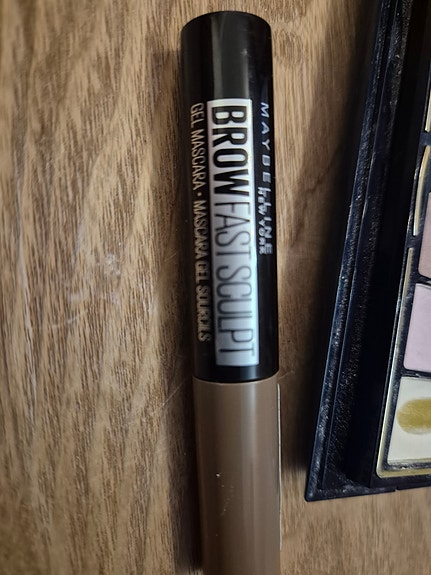 MAYBELLINE
NEW YORK
BROW FAST SCULPT
GEL MASCARA • MASCARA GEL SOURCILS